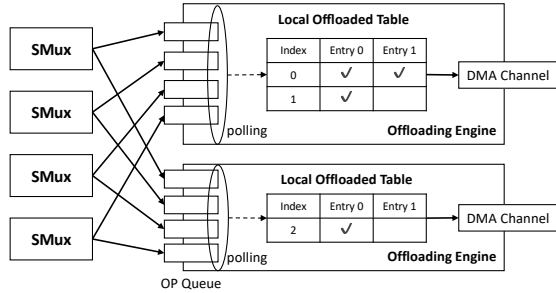 SMux
SMux
SMux
SMux
Local Offloaded Table
Index Entry 0 Entry 1
0 ✓ ✓
1 ✓
DMA Channel
polling
Offloading Engine
Local Offloaded Table
Index Entry 0 Entry 1
2 ✓
DMA Channel
polling
Offloading Engine
OP Queue